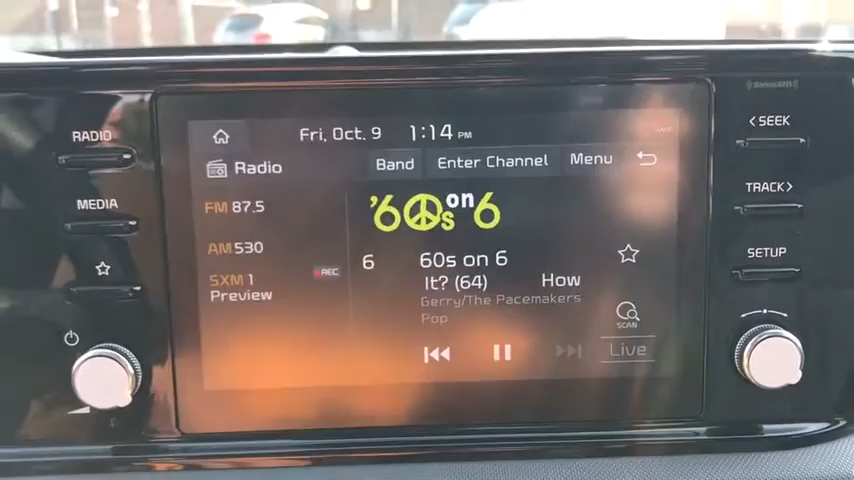 SiriusXM
RADIO
MEDIA
Fri, Oct. 9 1:14 PM
Radio
Band
Enter Channel
Menu
FM 87.5
AM 530
SXM 1
Preview
REC
'60s on 6
6
60s on 6
It? (64) How
Gerry/The Pacemakers
Pop
SCAN
Live
< SEEK
TRACK >
SETUP